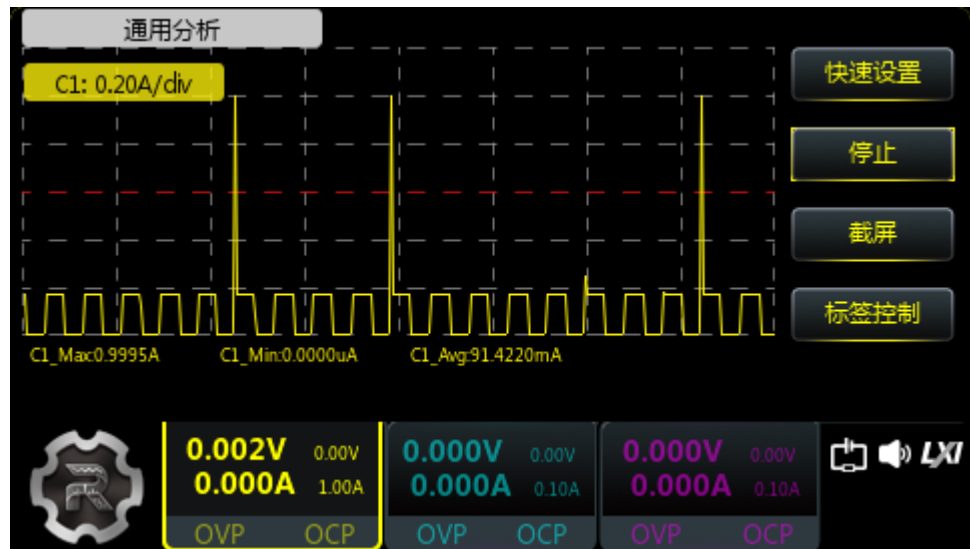 通用分析
C1: 0.20A/div
快速设置
停止
截屏
标签控制
C1_Max:0.9995A C1_Min:0.0000uA C1_Avg:91.4220mA
0.002V 0.00V
0.000A 1.00A
OVP OCP
0.000V 0.00V
0.000A 0.10A
OVP OCP
0.000V 0.00V
0.000A 0.10A
OVP OCP
LXI
R